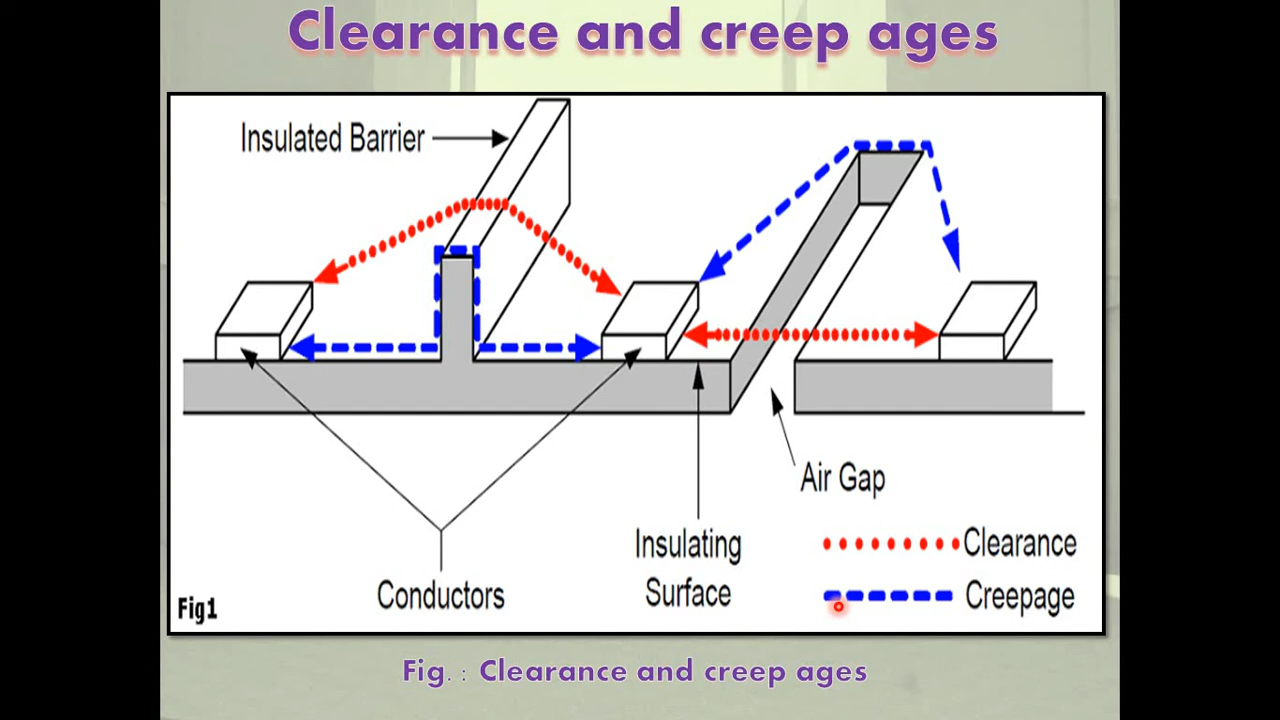 Clearance and creep ages
Insulated Barrier
Air Gap
Insulating
Surface
Conductors
Clearance
Creepage
Fig1
Fig. : Clearance and creep ages